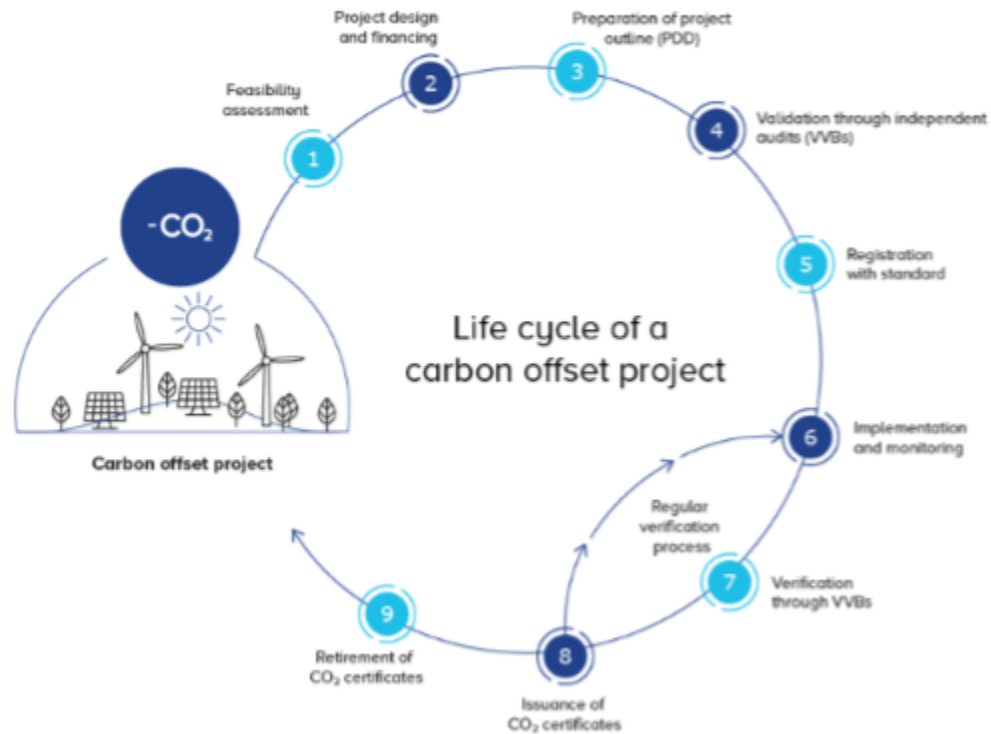 Project design
and financing
2
Preparation of project
outline (PDD)
3
Feasibility
assessment
1
4
Validation through independent
audits (VVBs)
-CO₂
5
Registration
with standard
Life cycle of a
carbon offset project
6
Implementation
and monitoring
Carbon offset project
Regular
verification
process
7
Verification
through VVBs
9
Retirement of
CO₂ certificates
8
Issuance of
CO₂ certificates